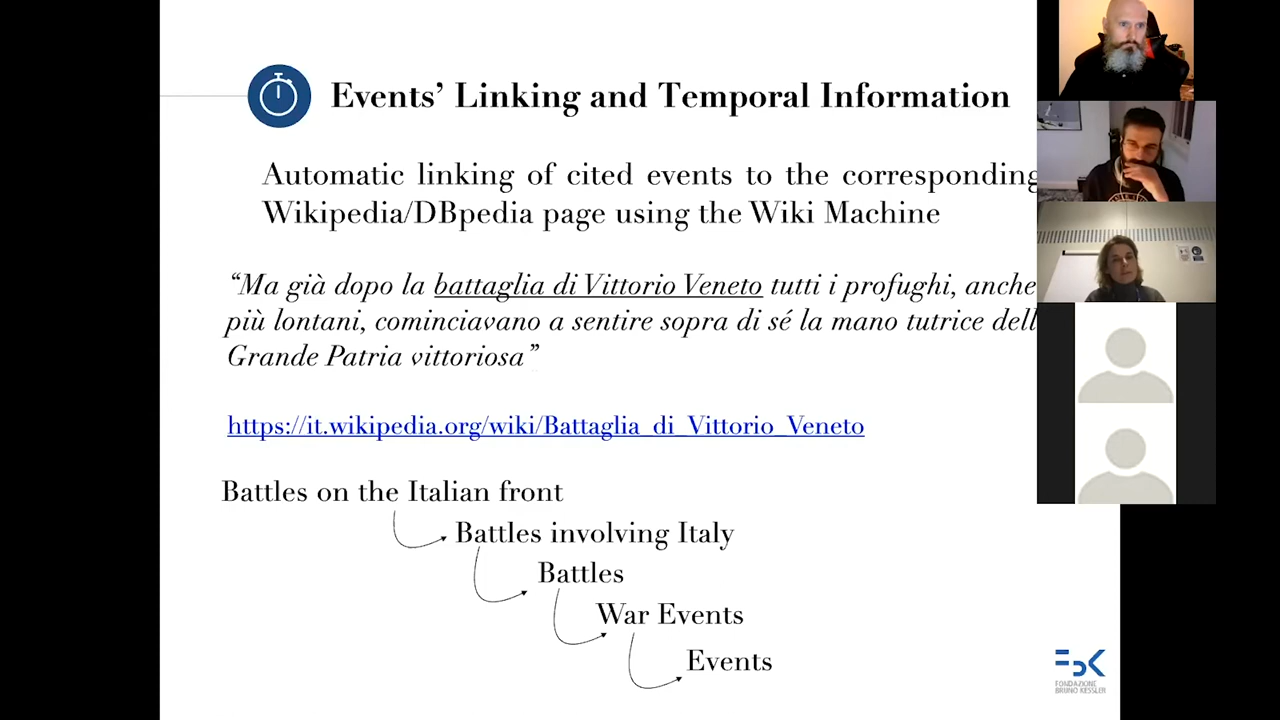 Events' Linking and Temporal Information
Automatic linking of cited events to the corresponding
Wikipedia/DBpedia page using the Wiki Machine
“Ma già dopo la battaglia di Vittorio Veneto tutti i profughi, anche
più lontani, cominciavano a sentire sopra di sé la mano tutrice dell
Grande Patria vittoriosa”
https://it.wikipedia.org/wiki/Battaglia_di_Vittorio_Veneto
Battles on the Italian front
Battles involving Italy
Battles
War Events
Events
FBK
FONDAZIONE
BRUNO KESSLER